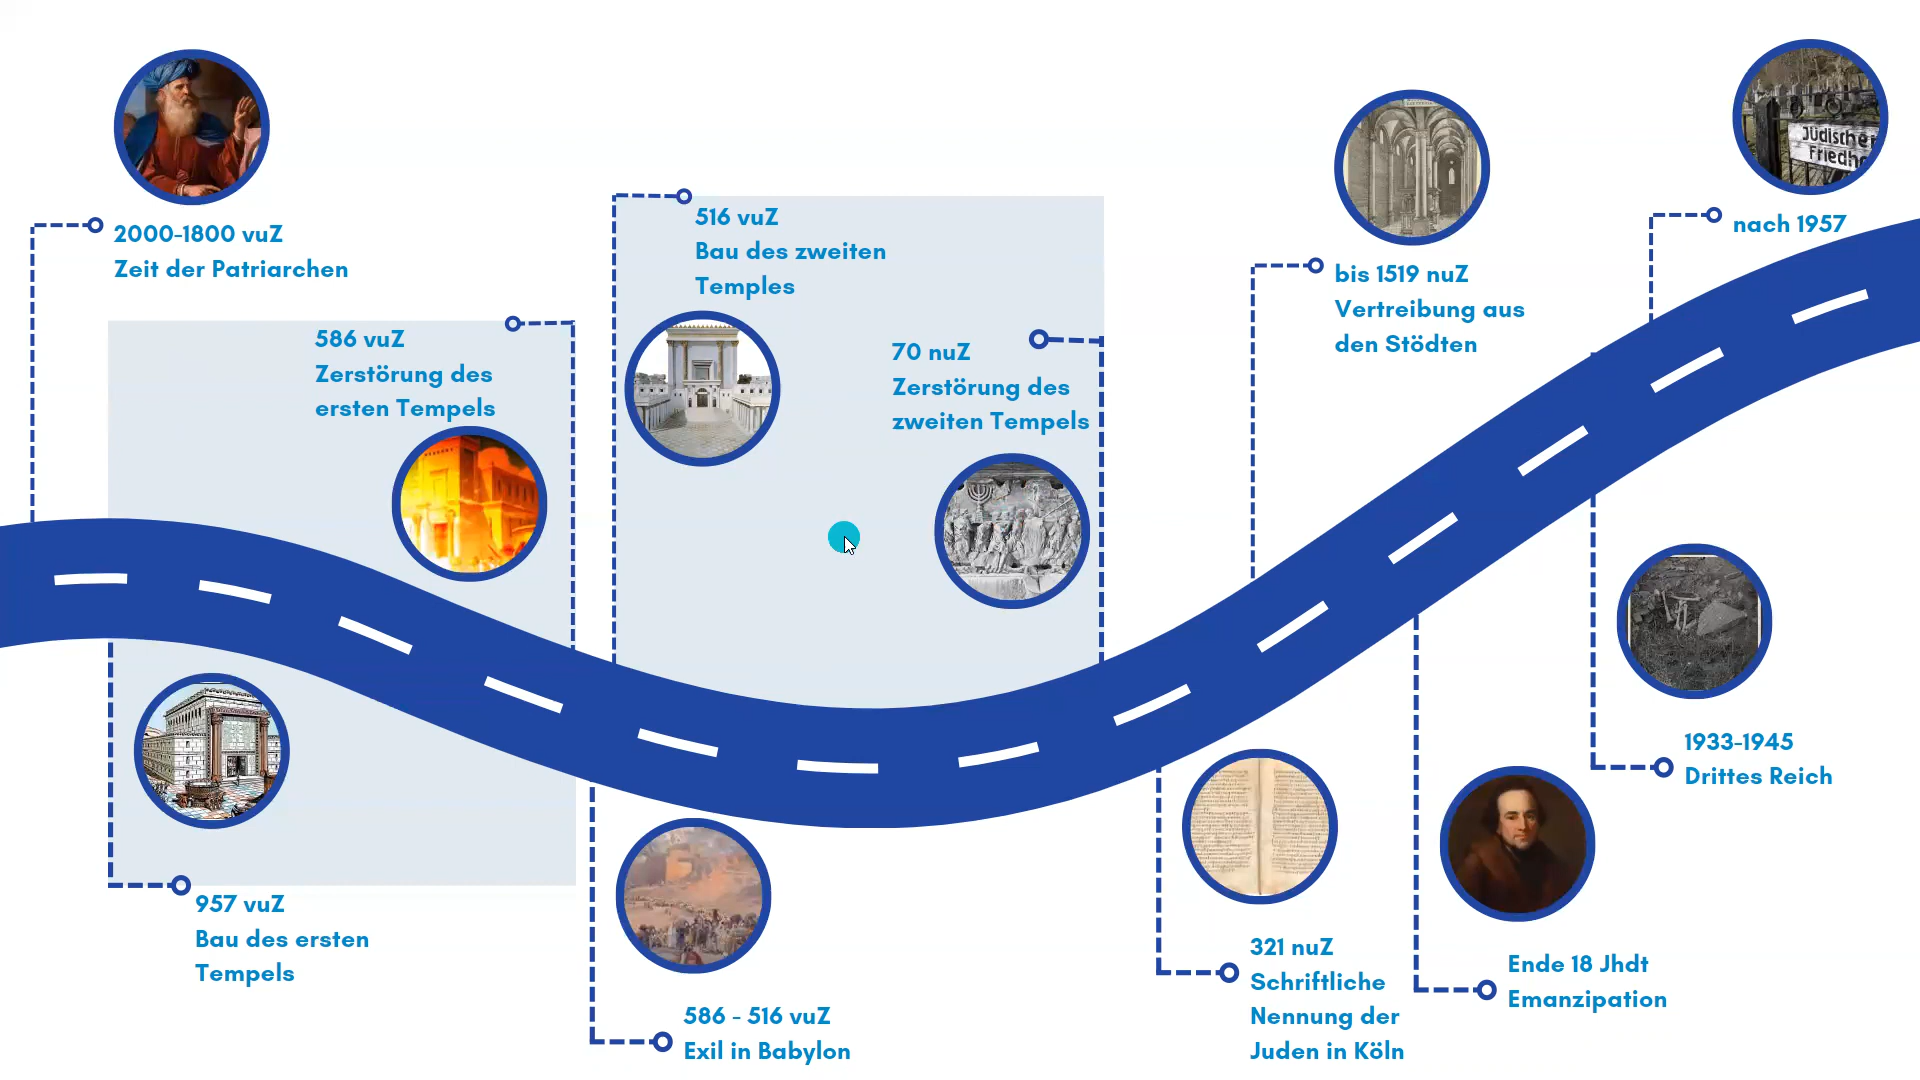 2000-1800 vuZ
Zeit der Patriarchen
586 vuZ
Zerstörung des
ersten Tempels
957 vuZ
Bau des ersten
Tempels
586 - 516 vuZ
Exil in Babylon
516 vuZ
Bau des zweiten
Temples
70 nuZ
Zerstörung des
zweiten Tempels
321 nuZ
Schriftliche
Nennung der
Juden in Köln
bis 1519 nuZ
Vertreibung aus
den Stödten
Ende 18 Jhdt
Emanzipation
1933-1945
Drittes Reich
Jüdische
Friedh
nach 1957